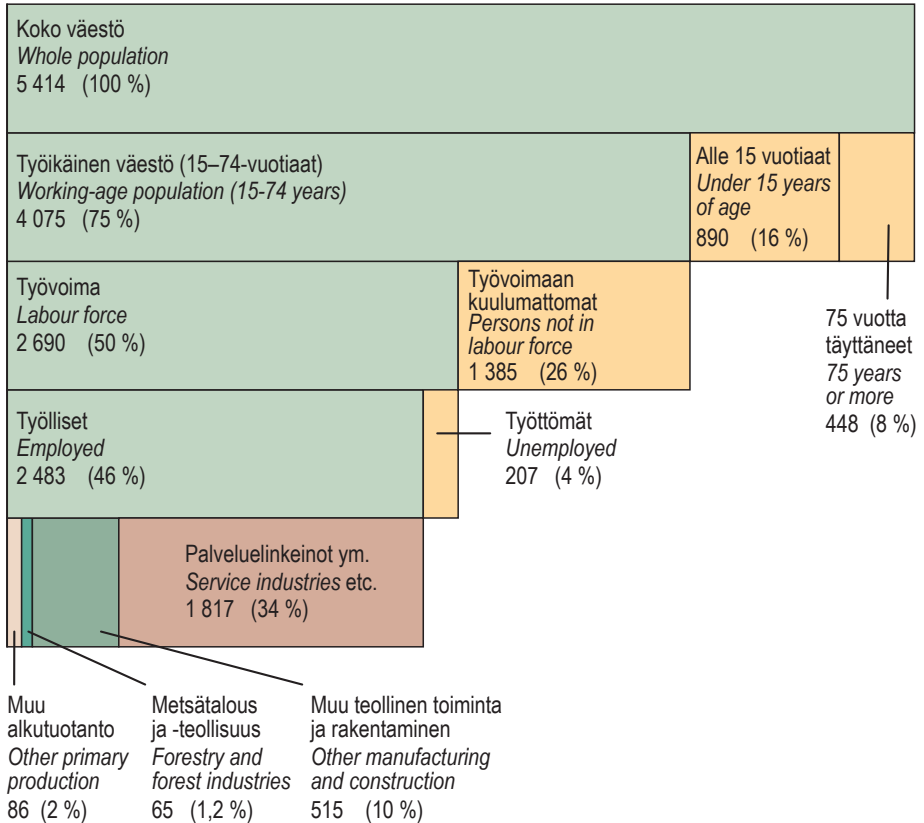 Koko väestö
Whole population
5 414 (100 %)
Työikäinen väestö (15–74-vuotiaat)
Working-age population (15-74 years)
4 075 (75 %)
Alle 15 vuotiaat
Under 15 years
of age
890 (16 %)
75 vuotta
täyttäneet
75 years
or more
448 (8 %)
Työvoima
Labour force
2 690 (50 %)
Työvoimaan
kuulumattomat
Persons not in
labour force
1 385 (26 %)
Työlliset
Employed
2 483 (46 %)
Työttömät
Unemployed
207 (4 %)
Palveluelinkeinot ym.
Service industries etc.
1 817 (34 %)
Muu
alkutuotanto
Other primary
production
86 (2 %)
Metsätalous
ja -teollisuus
Forestry and
forest industries
65 (1,2 %)
Muu teollinen toiminta
ja rakentaminen
Other manufacturing
and construction
515 (10 %)